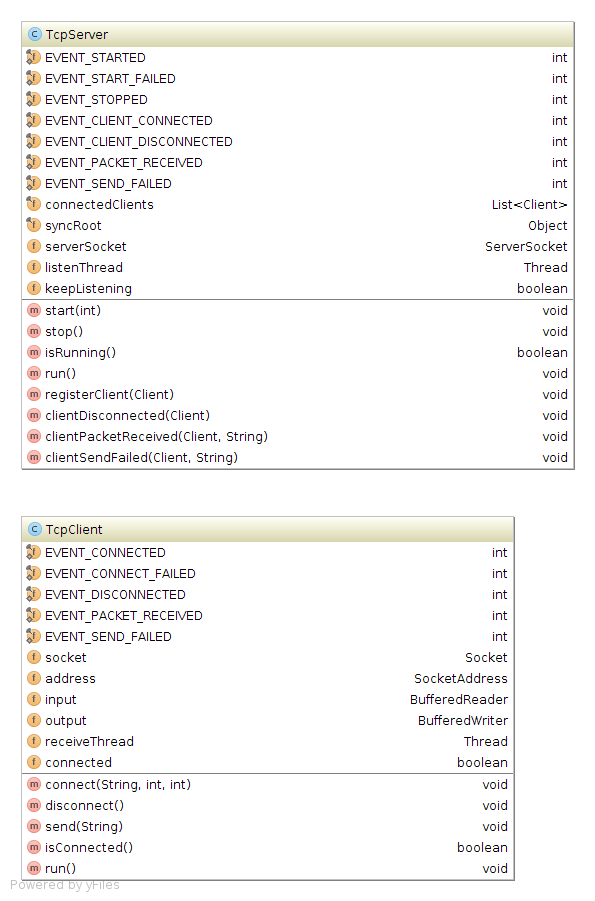 C TcpServer
f EVENT_STARTED int
f EVENT_START_FAILED int
f EVENT_STOPPED int
f EVENT_CLIENT_CONNECTED int
f EVENT_CLIENT_DISCONNECTED int
f EVENT_PACKET_RECEIVED int
f EVENT_SEND_FAILED int
f connectedClients List<Client>
f syncRoot Object
f serverSocket ServerSocket
f listenThread Thread
f keepListening boolean
m start(int) void
m stop() void
m isRunning() boolean
m run() void
m registerClient(Client) void
m clientDisconnected(Client) void
m clientPacketReceived(Client, String) void
m clientSendFailed(Client, String) void
C TcpClient
f EVENT_CONNECTED int
f EVENT_CONNECT_FAILED int
f EVENT_DISCONNECTED int
f EVENT_PACKET_RECEIVED int
f EVENT_SEND_FAILED int
f socket Socket
f address SocketAddress
f input BufferedReader
f output BufferedWriter
f receiveThread Thread
f connected boolean
m connect(String, int, int) void
m disconnect() void
m send(String) void
m isConnected() boolean
m run() void
Powered by yFiles